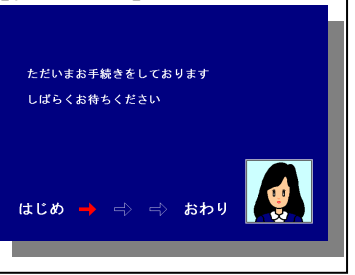 ただいまお手続きをしております
しばらくお待ちください
はじめ → ⇨ ⇨ おわり